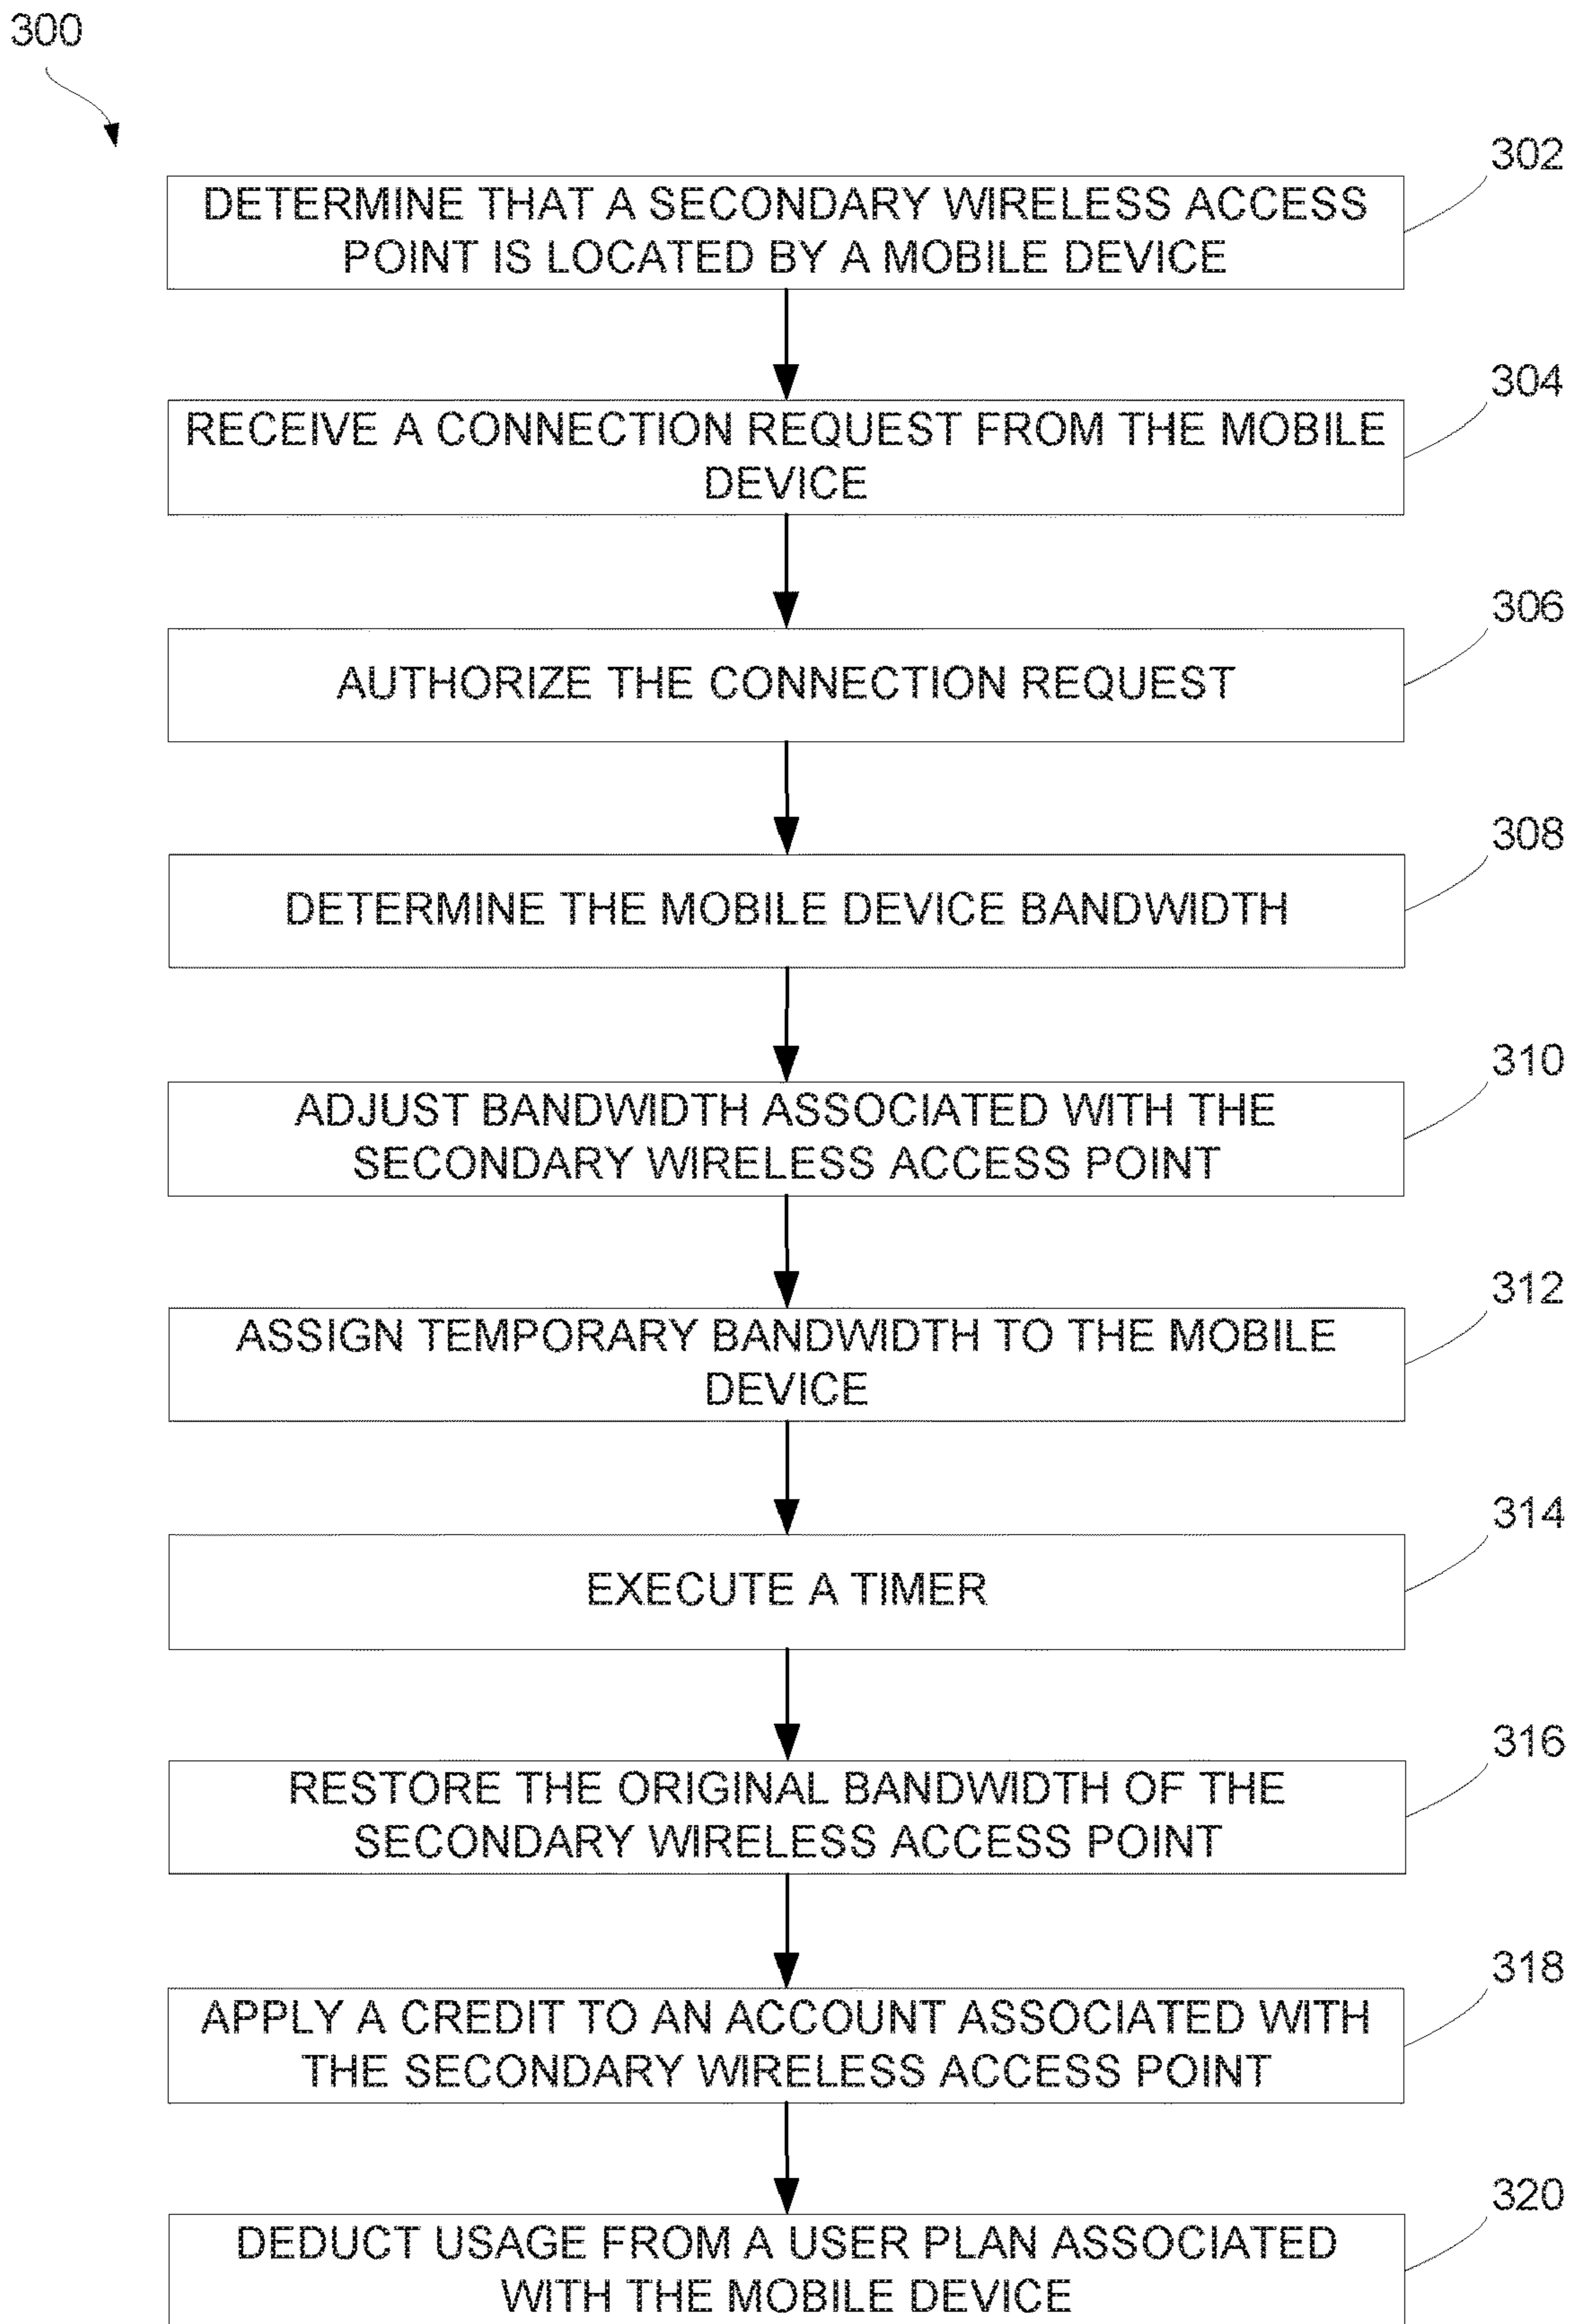 300
302
DETERMINE THAT A SECONDARY WIRELESS ACCESS
POINT IS LOCATED BY A MOBILE DEVICE
304
RECEIVE A CONNECTION REQUEST FROM THE MOBILE
DEVICE
306
AUTHORIZE THE CONNECTION REQUEST
308
DETERMINE THE MOBILE DEVICE BANDWIDTH
310
ADJUST BANDWIDTH ASSOCIATED WITH THE
SECONDARY WIRELESS ACCESS POINT
312
ASSIGN TEMPORARY BANDWIDTH TO THE MOBILE
DEVICE
314
EXECUTE A TIMER
316
RESTORE THE ORIGINAL BANDWIDTH OF THE
SECONDARY WIRELESS ACCESS POINT
318
APPLY A CREDIT TO AN ACCOUNT ASSOCIATED WITH
THE SECONDARY WIRELESS ACCESS POINT
320
DEDUCT USAGE FROM A USER PLAN ASSOCIATED
WITH THE MOBILE DEVICE